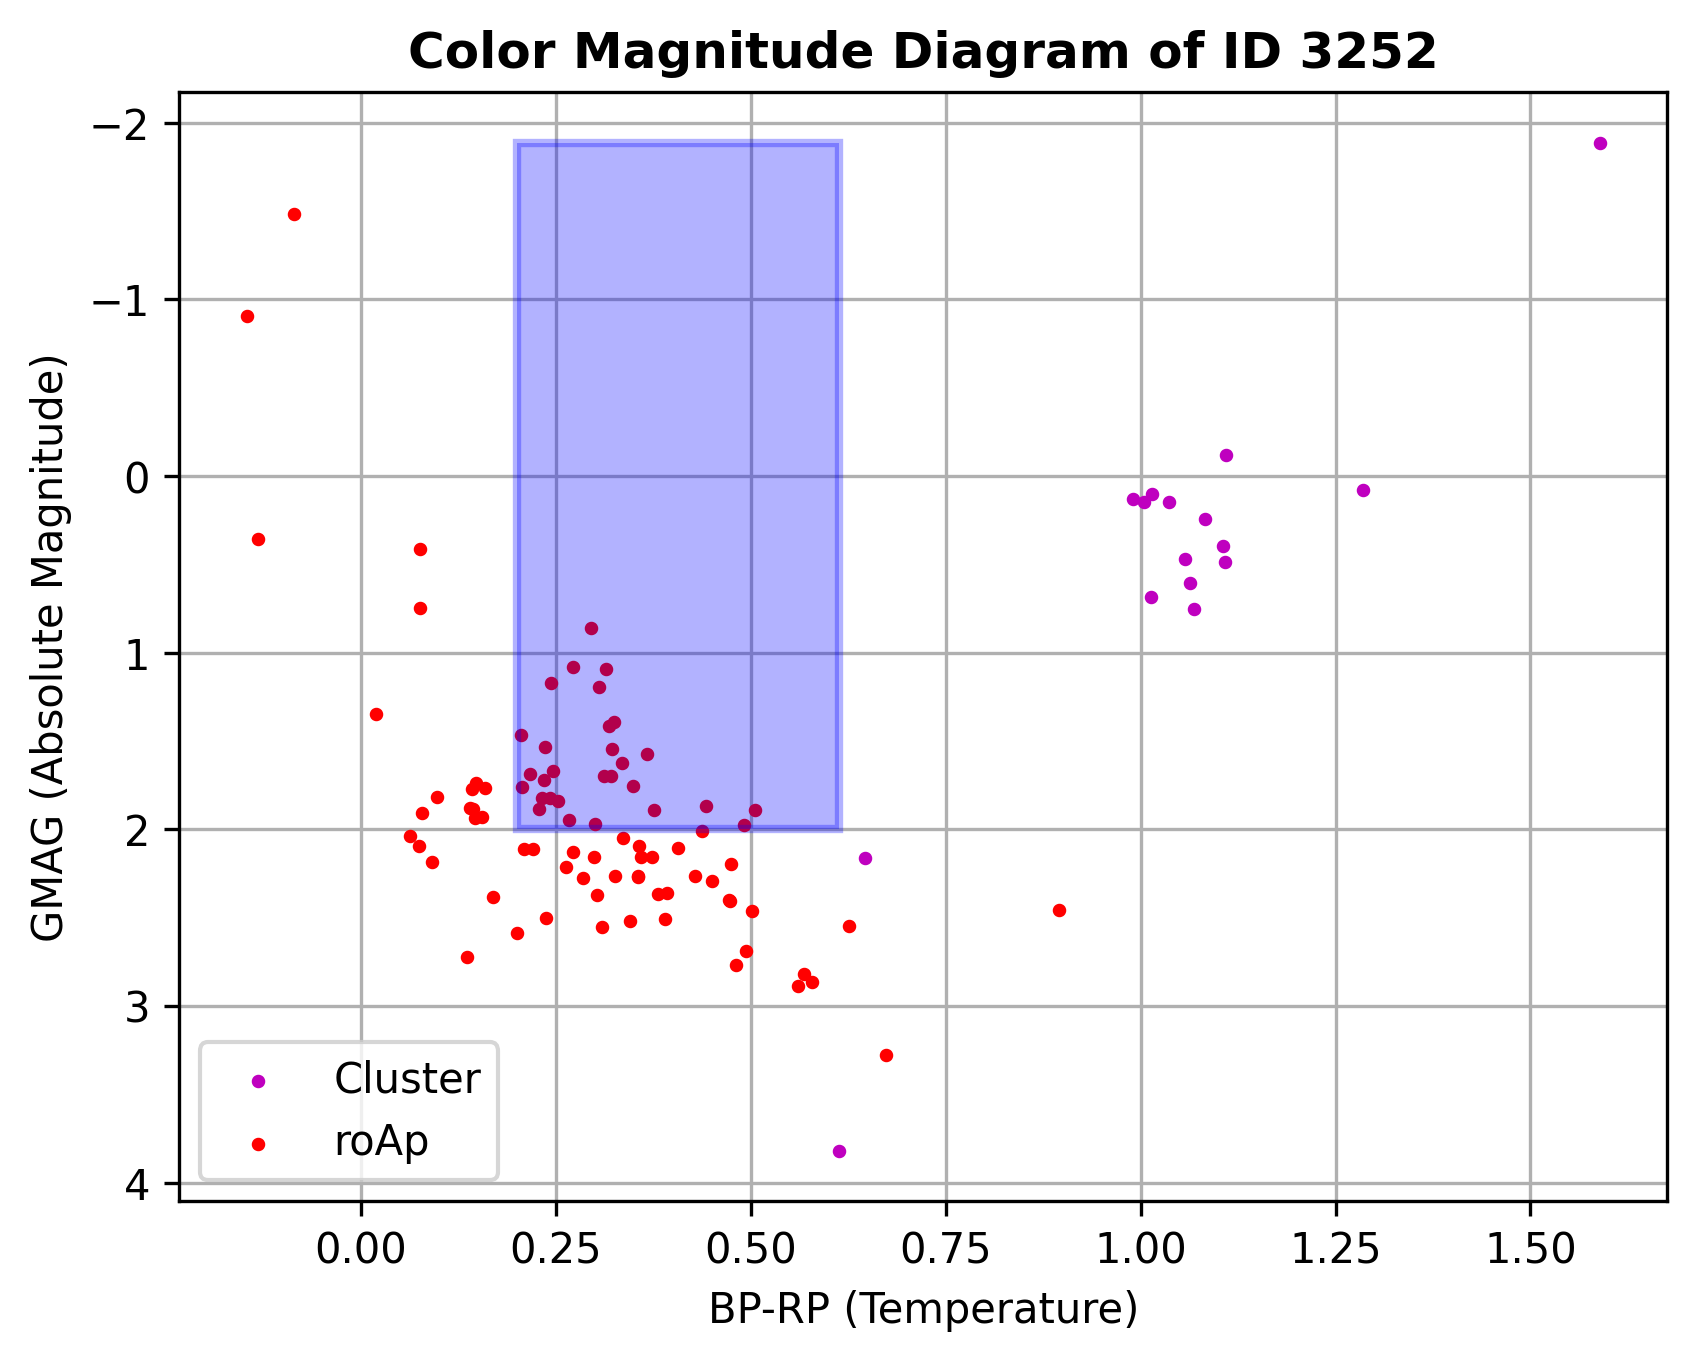 Color Magnitude Diagram of ID 3252
−2
−1
0
1
2
3
4
GMAG (Absolute Magnitude)
Cluster
roAp
0.00 0.25 0.50 0.75 1.00 1.25 1.50
BP-RP (Temperature)